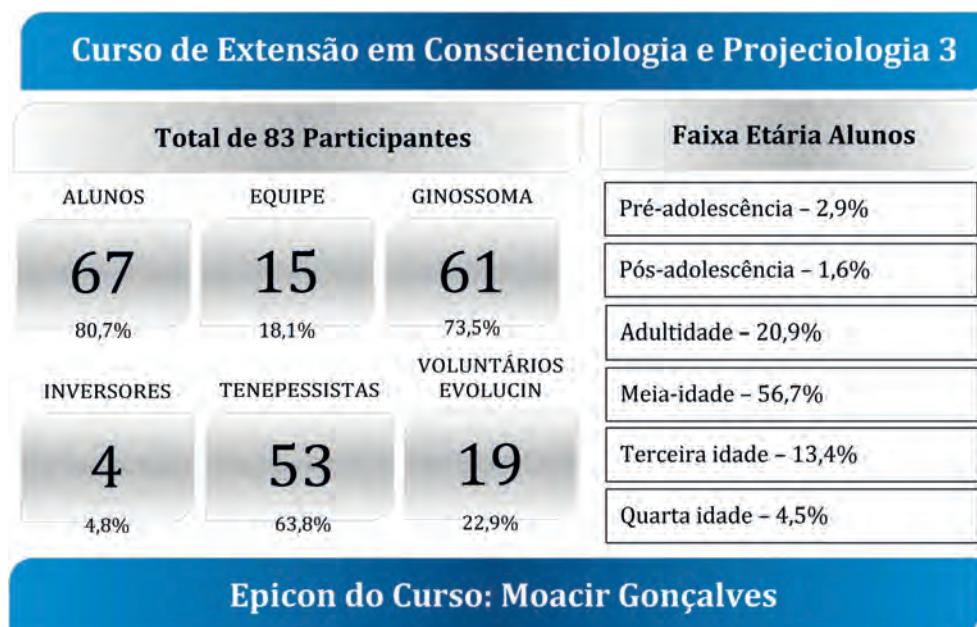 Curso de Extensão em Conscienciologia e Projeciologia 3
Total de 83 Participantes
ALUNOS
67
80,7%
EQUIPE
15
18,1%
GINOSSOMA
61
73,5%
INVERSORES
4
4,8%
TENEPESSISTAS
53
63,8%
VOLUNTÁRIOS
EVOLUCIN
19
22,9%
Faixa Etária Alunos
Pré-adolescência – 2,9%
Pós-adolescência – 1,6%
Adultidade – 20,9%
Meia-idade – 56,7%
Terceira idade – 13,4%
Quarta idade – 4,5%
Epicon do Curso: Moacir Gonçalves